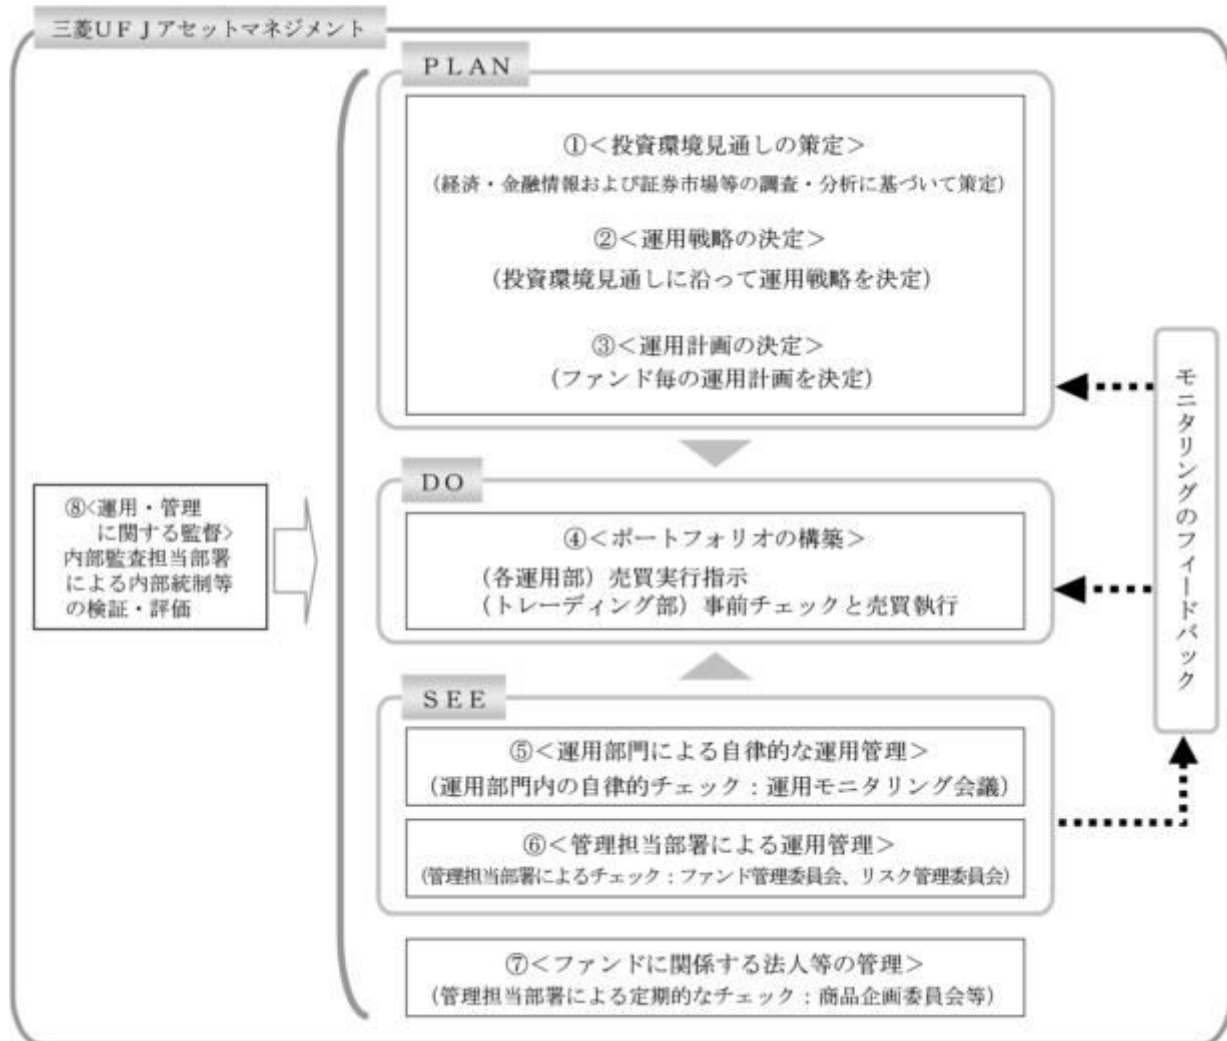 三菱ＵＦＪアセットマネジメント
ＰＬＡＮ
①＜投資環境見通しの策定＞
（経済・金融情報および証券市場等の調査・分析に基づいて策定）
②＜運用戦略の決定＞
（投資環境見通しに沿って運用戦略を決定）
③＜運用計画の決定＞
（ファンド毎の運用計画を決定）
ＤＯ
④＜ポートフォリオの構築＞
（各運用部）売買実行指示
（トレーディング部）事前チェックと売買執行
ＳＥＥ
⑤＜運用部門による自律的な運用管理＞
（運用部門内の自律的チェック：運用モニタリング会議）
⑥＜管理担当部署による運用管理＞
（管理担当部署によるチェック：ファンド管理委員会、リスク管理委員会）
⑦＜ファンドに関係する法人等の管理＞
（管理担当部署による定期的なチェック：商品企画委員会等）
⑧＜運用・管理
に関する監督＞
内部監査担当部署
による内部統制等
の検証・評価
モニタリングのフィードバック